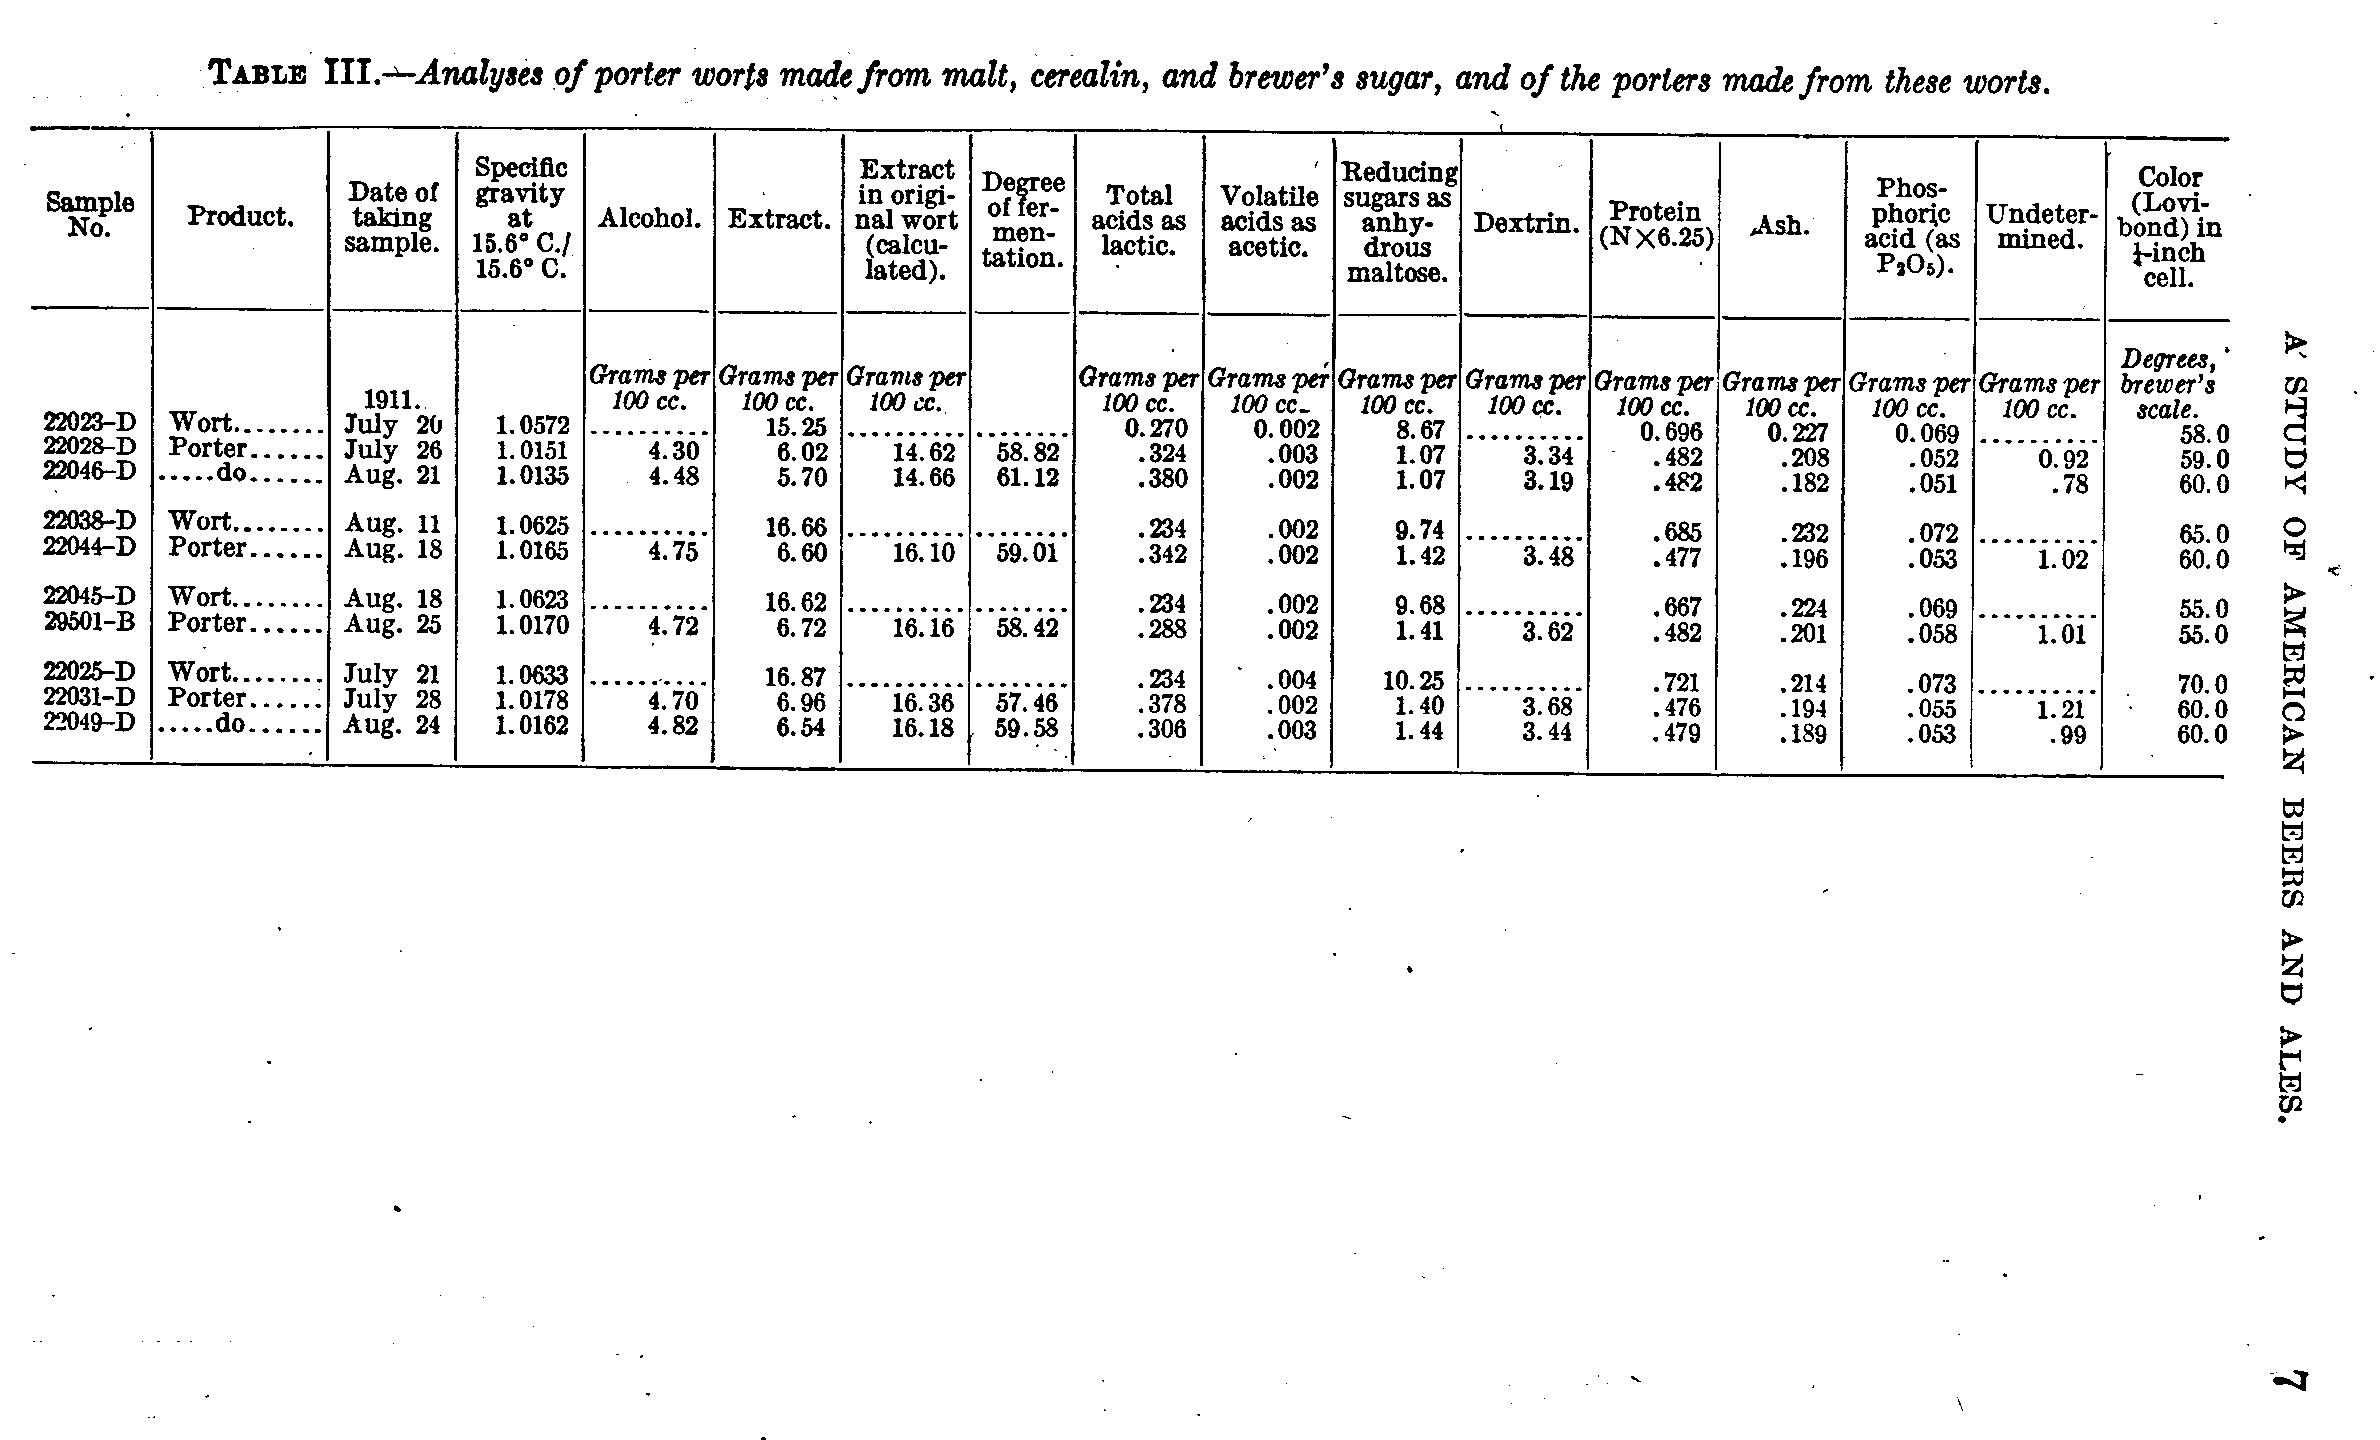 TABLE III.—Analyses of porter worts made from malt, cerealin, and brewer's sugar, and of the porters made from these worts.
Sample No. | Product. | Date of taking sample. | Specific gravity at 15.6° C./15.6° C. | Alcohol. | Extract. | Extract in origi-nal wort (calcu-lated). | Degree of fer-men-tation. | Total acids as lactic. | Volatile acids as acetic. | Reducing sugars as anhy-drous maltose. | Dextrin. | Protein (N×6.25) | Ash. | Phos-phoric acid (as P₂O₅). | Undeter-mined. | Color (Lovi-bond) in ¼-inch cell.
1911. | Grams per 100 cc. | Grams per 100 cc. | Grams per 100 cc. | Grams per 100 cc. | Grams per 100 cc. | Grams per 100 cc. | Grams per 100 cc. | Grams per 100 cc. | Grams per 100 cc. | Grams per 100 cc. | Grams per 100 cc. | Degrees, brewer's scale.
22023-D | Wort........ | July 20 | 1.0572 | .......... | 15.25 | .......... | ........ | 0.270 | 0.002 | 8.67 | .......... | 0.696 | 0.227 | 0.069 | .......... | 58.0
22028-D | Porter...... | July 26 | 1.0151 | 4.30 | 6.02 | 14.62 | 58.82 | .324 | .003 | 1.07 | 3.34 | .482 | .208 | .052 | 0.92 | 59.0
22046-D | .....do...... | Aug. 21 | 1.0135 | 4.48 | 5.70 | 14.66 | 61.12 | .380 | .002 | 1.07 | 3.19 | .482 | .182 | .051 | .78 | 60.0
22038-D | Wort........ | Aug. 11 | 1.0625 | .......... | 16.66 | .......... | ........ | .234 | .002 | 9.74 | .......... | .685 | .232 | .072 | .......... | 65.0
22044-D | Porter...... | Aug. 18 | 1.0165 | 4.75 | 6.60 | 16.10 | 59.01 | .342 | .002 | 1.42 | 3.48 | .477 | .196 | .053 | 1.02 | 60.0
22045-D | Wort........ | Aug. 18 | 1.0623 | .......... | 16.62 | .......... | ........ | .234 | .002 | 9.68 | .......... | .667 | .224 | .069 | .......... | 55.0
29501-B | Porter...... | Aug. 25 | 1.0170 | 4.72 | 6.72 | 16.16 | 58.42 | .288 | .002 | 1.41 | 3.62 | .482 | .201 | .058 | 1.01 | 55.0
22025-D | Wort........ | July 21 | 1.0633 | .......... | 16.87 | .......... | ........ | .234 | .004 | 10.25 | .......... | .721 | .214 | .073 | .......... | 70.0
22031-D | Porter...... | July 28 | 1.0178 | 4.70 | 6.96 | 16.36 | 57.46 | .378 | .002 | 1.40 | 3.68 | .476 | .194 | .055 | 1.21 | 60.0
22049-D | .....do...... | Aug. 24 | 1.0162 | 4.82 | 6.54 | 16.18 | 59.58 | .306 | .003 | 1.44 | 3.44 | .479 | .189 | .053 | .99 | 60.0
A STUDY OF AMERICAN BEERS AND ALES.
7